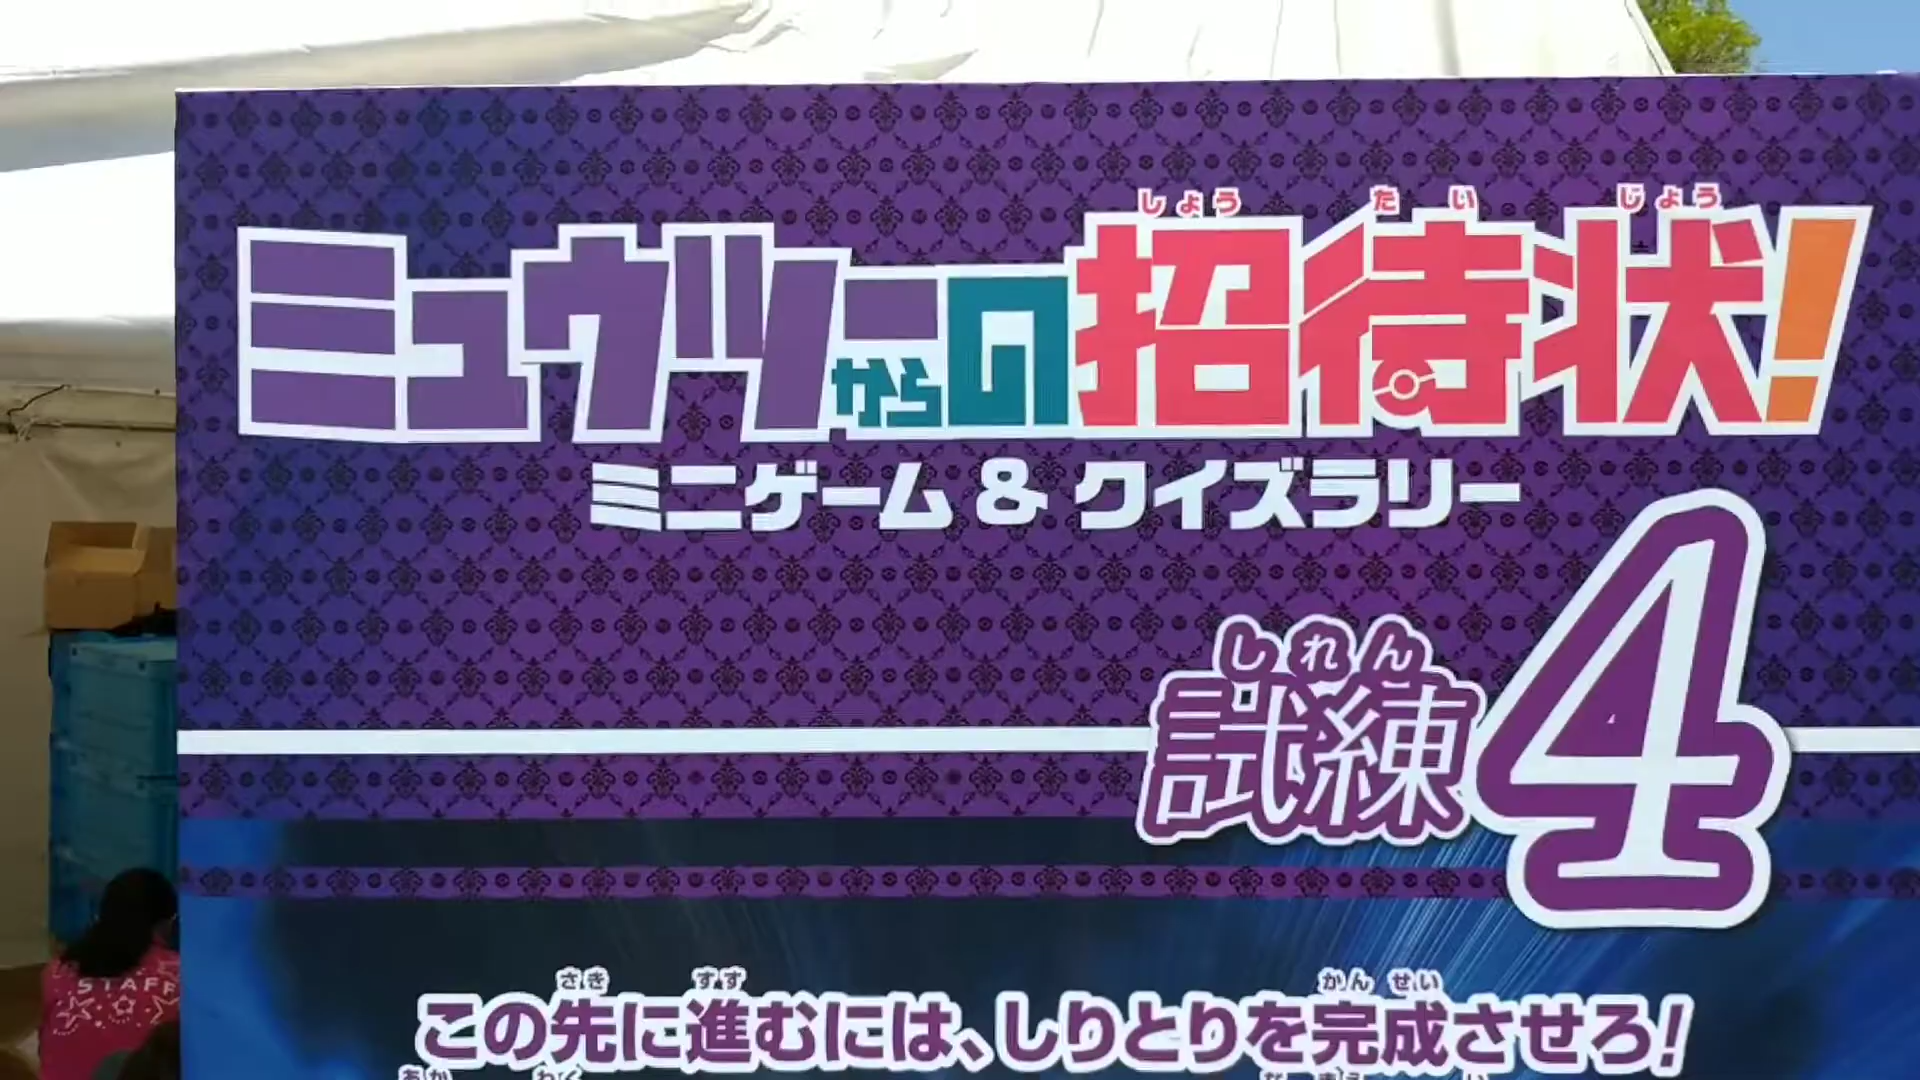 しょう たい じょう
ミュウツーからの招待状!
ミニゲーム & クイズラリー
しれん
試練4
さき すす かん せい
この先に進むには、しりとりを完成させろ!
STAFF